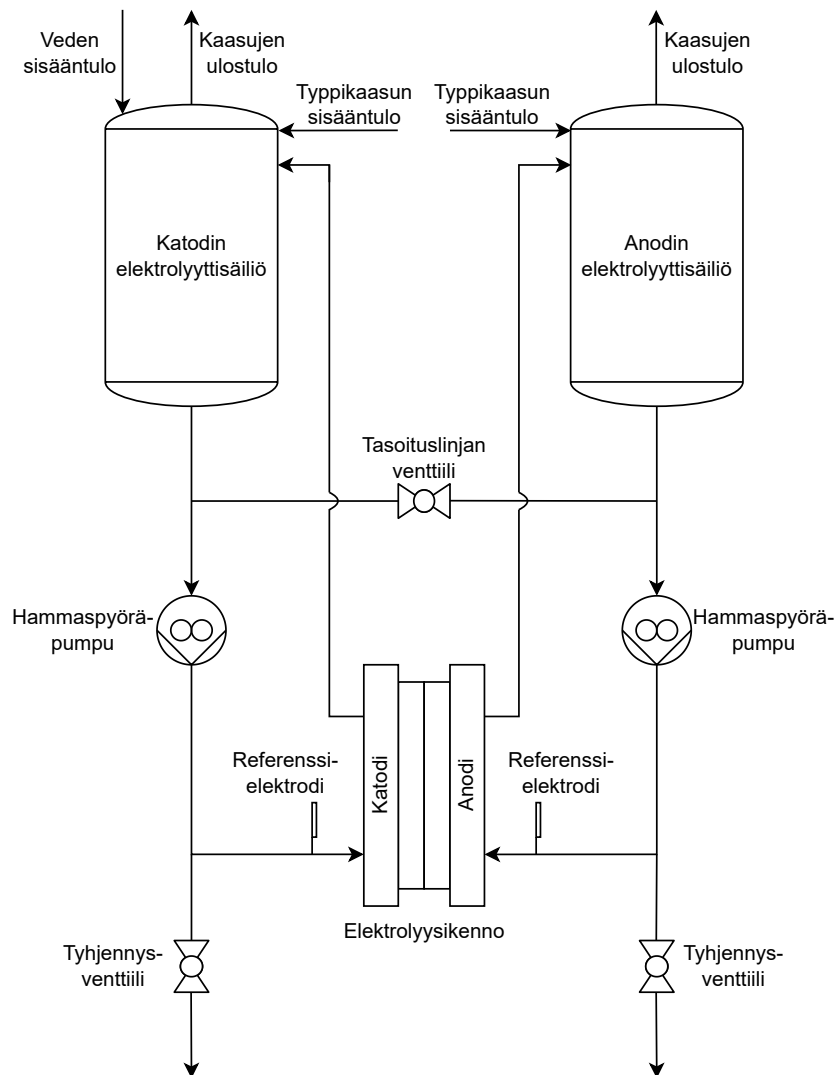 Veden
sisääntulo
Kaasujen
ulostulo
Typpikaasun
sisääntulo
Typpikaasun
sisääntulo
Kaasujen
ulostulo
Katodin
elektrolyyttisäiliö
Anodin
elektrolyyttisäiliö
Tasoituslinjan
venttiili
Hammaspyörä-
pumpu
Hammaspyörä-
pumpu
Referenssi-
elektrodi
Katodi
Anodi
Referenssi-
elektrodi
Elektrolyysikenno
Tyhjennys-
venttiili
Tyhjennys-
venttiili